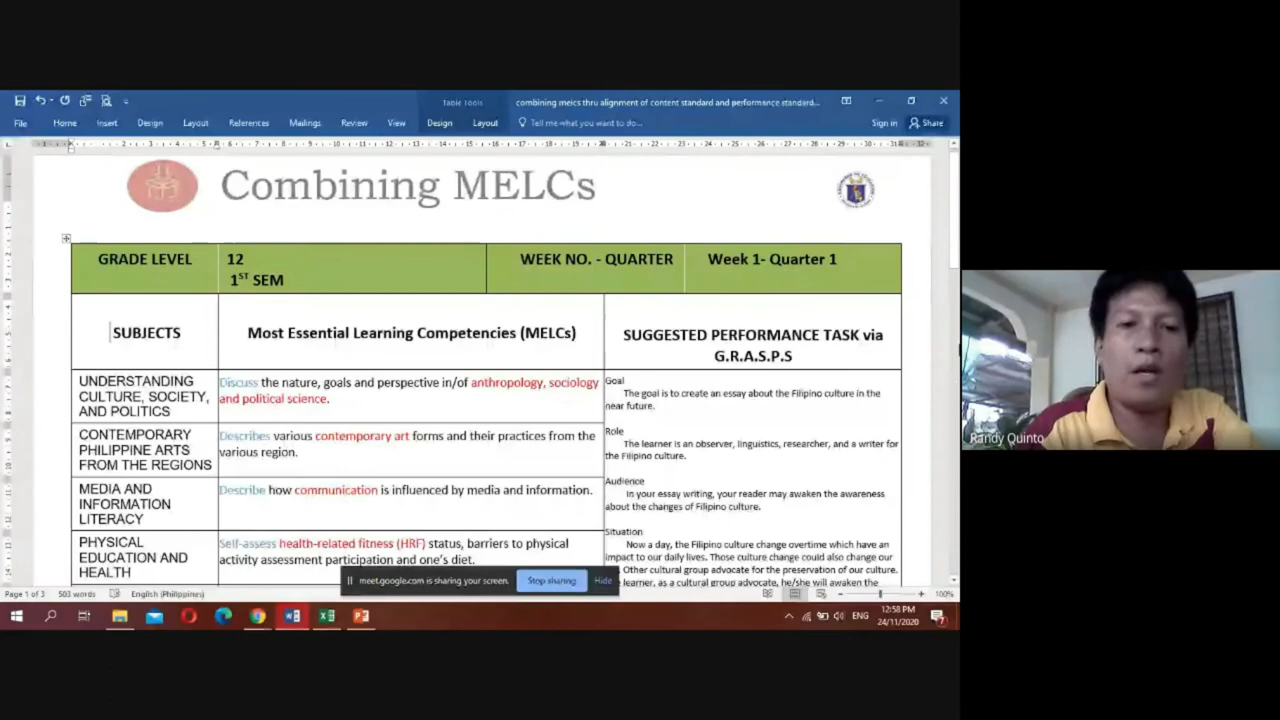 Table Tools
combining melcs thru alignment of content standard and performance standard...
File Home Insert Design Layout References Mailings Review View Design Layout Tell me what you want to do... Sign in Share
Combining MELCs
GRADE LEVEL 12 WEEK NO. - QUARTER Week 1- Quarter 1
1ST SEM
SUBJECTS Most Essential Learning Competencies (MELCs) SUGGESTED PERFORMANCE TASK via
G.R.A.S.P.S
UNDERSTANDING
CULTURE, SOCIETY,
AND POLITICS
Discuss the nature, goals and perspective in/of anthropology, sociology
and political science.
CONTEMPORARY
PHILIPPINE ARTS
FROM THE REGIONS
Describes various contemporary art forms and their practices from the
various region.
MEDIA AND
INFORMATION
LITERACY
Describe how communication is influenced by media and information.
PHYSICAL
EDUCATION AND
HEALTH
Self-assess health-related fitness (HRF) status, barriers to physical
activity assessment participation and one's diet.
Goal
The goal is to create an essay about the Filipino culture in the
near future.
Role
The learner is an observer, linguistics, researcher, and a writer for
the Filipino culture.
Audience
In your essay writing, your reader may awaken the awareness
about the changes of Filipino culture.
Situation
Now a day, the Filipino culture change overtime which have an
impact to our daily lives. Those culture change could also change our
Other cultural group advocate for the preservation of our culture.
learner, as a cultural group advocate, he/she will awaken the
meet.google.com is sharing your screen. Stop sharing Hide
Page 1 of 3 503 words English (Philippines) 100%
ENG
12:58 PM
24/11/2020
Randy Quinto